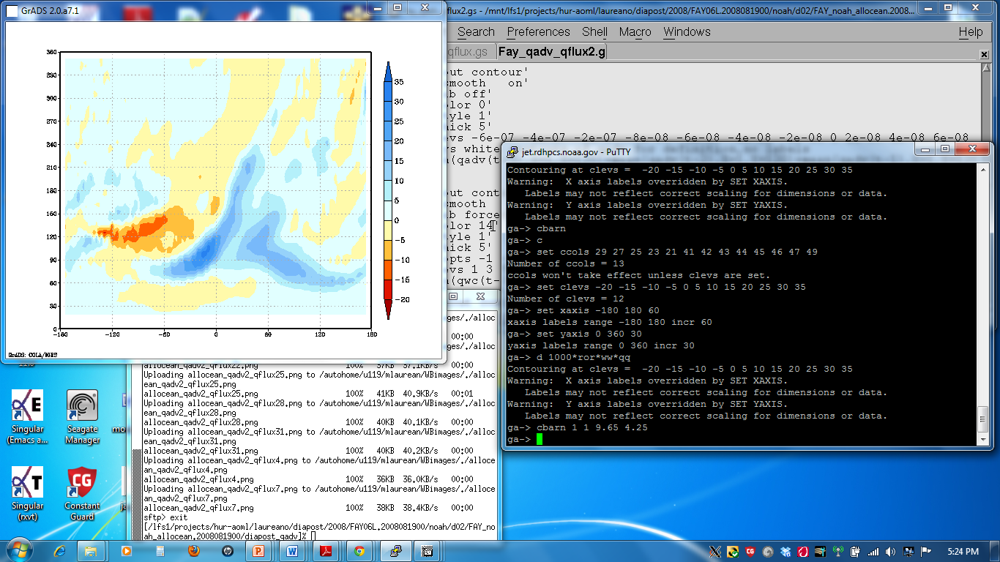 GrADS 2.0.a7.1
360
330
300
270
240
210
180
150
120
90
60
30
0
-180 -120 -60 0 60 120 180
35
30
25
20
15
10
5
0
-5
-10
-15
-20
GrADS: COLA/IGES
flux2.gs - /mnt/lfs1/projects/hur-aoml/laureano/diapost/2008/FAY06L.2008081900/noah/d02/FAY_noah_allocean.2008...
Search Preferences Shell Macro Windows Help
qflux.gs Fay_qadv_qflux2.g
out contour'
smooth on'
ab off'
olor 0'
tyle 1'
hick 5'
evs -6e-07 -4e-07 -2e-07 -8e-08 -6e-08 -4e-08 -2e-08 0 2e-08 4e-08 6e-08
rs white
n(qadv(t
out cont
smooth
ab force
olor 14'
tyle 1'
hick 5'
opts -1
evs 1 3
n(qwc(t-
jet.rdhpcs.noaa.gov - PuTTY
Contouring at clevs = -20 -15 -10 -5 0 5 10 15 20 25 30 35
Warning: X axis labels overridden by SET XAXIS.
Labels may not reflect correct scaling for dimensions or data.
Warning: Y axis labels overridden by SET YAXIS.
Labels may not reflect correct scaling for dimensions or data.
ga-> cbarn
ga-> c
ga-> set ccols 29 27 25 23 21 41 42 43 44 45 46 47 49
Number of ccols = 13
ccols won't take effect unless clevs are set.
ga-> set clevs -20 -15 -10 -5 0 5 10 15 20 25 30 35
Number of clevs = 12
ga-> set xaxis -180 180 60
xaxis labels range -180 180 incr 60
ga-> set yaxis 0 360 30
yaxis labels range 0 360 incr 30
ga-> d 1000*ror*ww*qq
Contouring at clevs = -20 -15 -10 -5 0 5 10 15 20 25 30 35
Warning: X axis labels overridden by SET XAXIS.
Labels may not reflect correct scaling for dimensions or data.
Warning: Y axis labels overridden by SET YAXIS.
Labels may not reflect correct scaling for dimensions or data.
ga-> cbarn 1 1 9.65 4.25
ga->
ages/./alloc
00:00
ages/./alloc
allocean_qadv2_qflux22.png 100% 37KB 37.1KB/s 00:00
Uploading allocean_qadv2_qflux25.png to /autohome/u119/mlaurean/WBimages/./alloc
ean_qadv2_qflux25.png
allocean_qadv2_qflux25.png 100% 41KB 40.9KB/s 00:01
Uploading allocean_qadv2_qflux28.png to /autohome/u119/mlaurean/WBimages/./alloc
ean_qadv2_qflux28.png
allocean_qadv2_qflux28.png 100% 40KB 40.1KB/s 00:00
Uploading allocean_qadv2_qflux31.png to /autohome/u119/mlaurean/WBimages/./alloc
ean_qadv2_qflux31.png
allocean_qadv2_qflux31.png 100% 40KB 40.2KB/s 00:00
Uploading allocean_qadv2_qflux4.png to /autohome/u119/mlaurean/WBimages/./alloce
an_qadv2_qflux4.png
allocean_qadv2_qflux4.png 100% 36KB 36.0KB/s 00:00
Uploading allocean_qadv2_qflux7.png to /autohome/u119/mlaurean/WBimages/./alloce
an_qadv2_qflux7.png
allocean_qadv2_qflux7.png 100% 38KB 38.4KB/s 00:00
sftp> exit
[/lfs1/projects/hur-aoml/laureano/diapost/2008/FAY06L.2008081900/noah/d02/FAY_no
ah_allocean.2008081900/diapost_qadv]%
Singular
(Emacs a...
Seagate
Manager
mo
Singular
(rxvt)
Constant
Guard
ja
5:24 PM